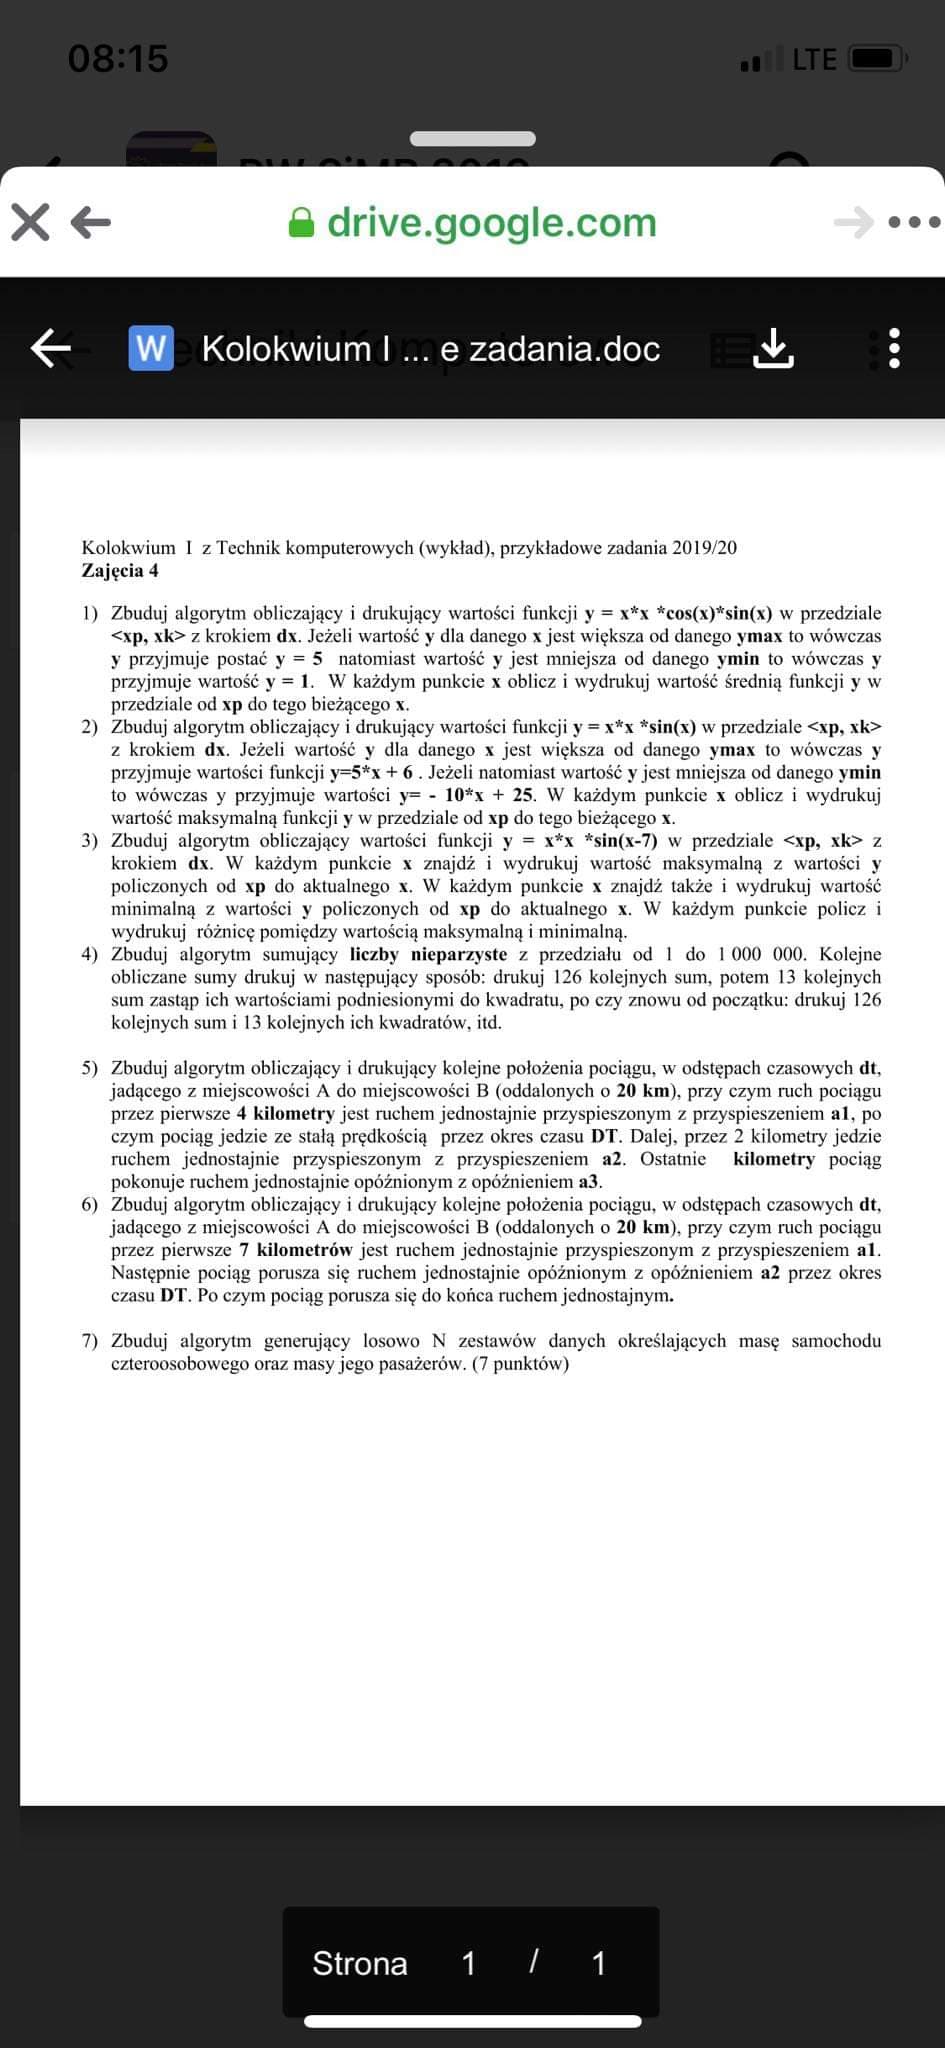 08:15
LTE
drive.google.com
W
Kolokwium I ... e zadania.doc
Kolokwium I z Technik komputerowych (wykład), przykładowe zadania 2019/20
Zajęcia 4
1) Zbuduj algorytm obliczający i drukujący wartości funkcji y = x*x *cos(x)*sin(x) w przedziale
<xp, xk> z krokiem dx. Jeżeli wartość y dla danego x jest większa od danego ymax to wówczas
y przyjmuje postać y = 5 natomiast wartość y jest mniejsza od danego ymin to wówczas y
przyjmuje wartość y = 1. W każdym punkcie x oblicz i wydrukuj wartość średnią funkcji y w
przedziale od xp do tego bieżącego x.
2) Zbuduj algorytm obliczający i drukujący wartości funkcji y = x*x *sin(x) w przedziale <xp, xk>
z krokiem dx. Jeżeli wartość y dla danego x jest większa od danego ymax to wówczas y
przyjmuje wartości funkcji y=5*x + 6 . Jeżeli natomiast wartość y jest mniejsza od danego ymin
to wówczas y przyjmuje wartości y= - 10*x + 25. W każdym punkcie x oblicz i wydrukuj
wartość maksymalną funkcji y w przedziale od xp do tego bieżącego x.
3) Zbuduj algorytm obliczający wartości funkcji y = x*x *sin(x-7) w przedziale <xp, xk> z
krokiem dx. W każdym punkcie x znajdź i wydrukuj wartość maksymalną z wartości y
policzonych od xp do aktualnego x. W każdym punkcie x znajdź także i wydrukuj wartość
minimalną z wartości y policzonych od xp do aktualnego x. W każdym punkcie policz i
wydrukuj różnicę pomiędzy wartością maksymalną i minimalną.
4) Zbuduj algorytm sumujący liczby nieparzyste z przedziału od 1 do 1 000 000. Kolejne
obliczane sumy drukuj w następujący sposób: drukuj 126 kolejnych sum, potem 13 kolejnych
sum zastąp ich wartościami podniesionymi do kwadratu, po czy znowu od początku: drukuj 126
kolejnych sum i 13 kolejnych ich kwadratów, itd.
5) Zbuduj algorytm obliczający i drukujący kolejne położenia pociągu, w odstępach czasowych dt,
jadącego z miejscowości A do miejscowości B (oddalonych o 20 km), przy czym ruch pociągu
przez pierwsze 4 kilometry jest ruchem jednostajnie przyspieszonym z przyspieszeniem a1, po
czym pociąg jedzie ze stałą prędkością przez okres czasu DT. Dalej, przez 2 kilometry jedzie
ruchem jednostajnie przyspieszonym z przyspieszeniem a2. Ostatnie kilometry pociąg
pokonuje ruchem jednostajnie opóźnionym z opóźnieniem a3.
6) Zbuduj algorytm obliczający i drukujący kolejne położenia pociągu, w odstępach czasowych dt,
jadącego z miejscowości A do miejscowości B (oddalonych o 20 km), przy czym ruch pociągu
przez pierwsze 7 kilometrów jest ruchem jednostajnie przyspieszonym z przyspieszeniem a1.
Następnie pociąg porusza się ruchem jednostajnie opóźnionym z opóźnieniem a2 przez okres
czasu DT. Po czym pociąg porusza się do końca ruchem jednostajnym.
7) Zbuduj algorytm generujący losowo N zestawów danych określających masę samochodu
czteroosobowego oraz masy jego pasażerów. (7 punktów)
Strona 1 / 1